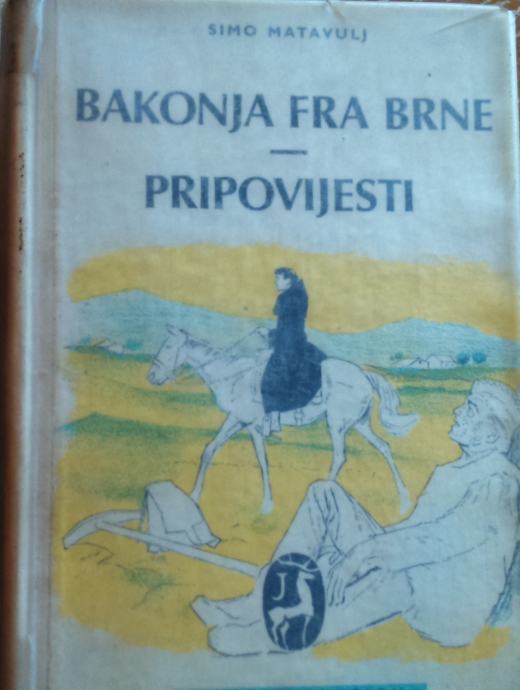 SIMO MATAVULJ
BAKONJA FRA BRNE
—
PRIPOVIJESTI